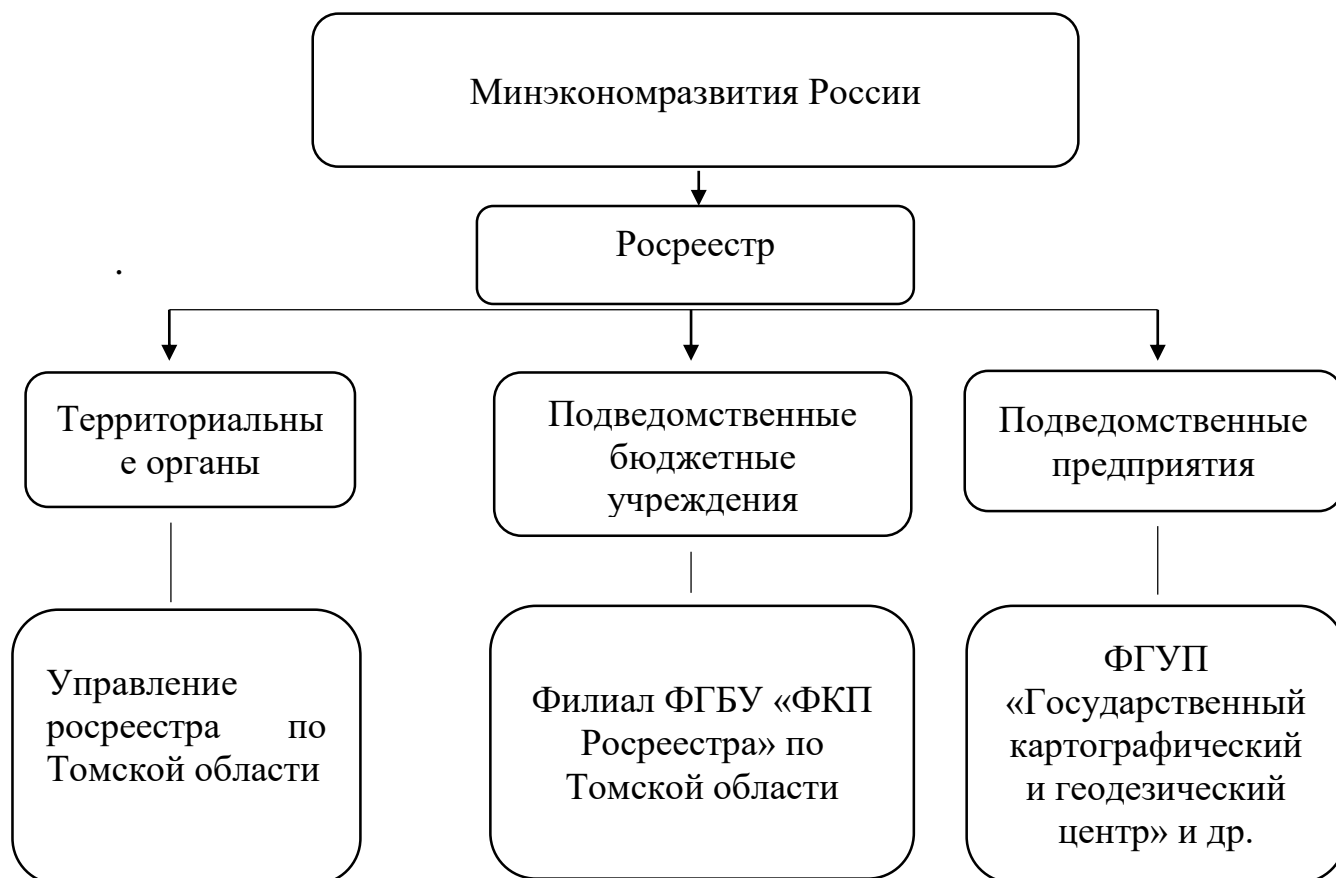 Минэкономразвития России
Росреестр
.
Территориальны
е органы
Подведомственные
бюджетные
учреждения
Подведомственные
предприятия
Управление
росреестра по
Томской области
Филиал ФГБУ «ФКП
Росреестра» по
Томской области
ФГУП
«Государственный
картографический
и геодезический
центр» и др.